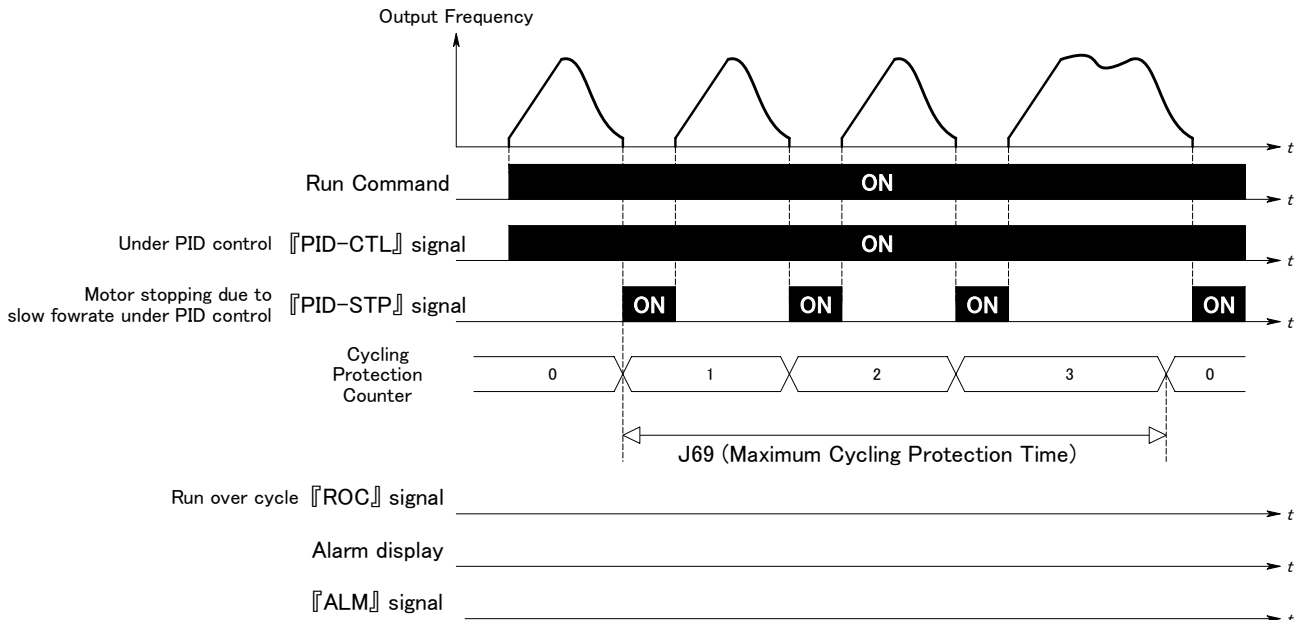 Output Frequency
t
Run Command
ON
t
Under PID control 『PID-CTL』 signal
ON
t
Motor stopping due to
slow fowrate under PID control 『PID-STP』 signal
ON
ON
ON
ON
t
Cycling
Protection
Counter
0
1
2
3
0
J69 (Maximum Cycling Protection Time)
Run over cycle 『ROC』 signal
t
Alarm display
t
『ALM』 signal
t